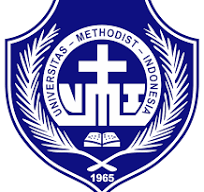 UNIVERSITAS - METHODIST - INDONESIA
UMI
1965